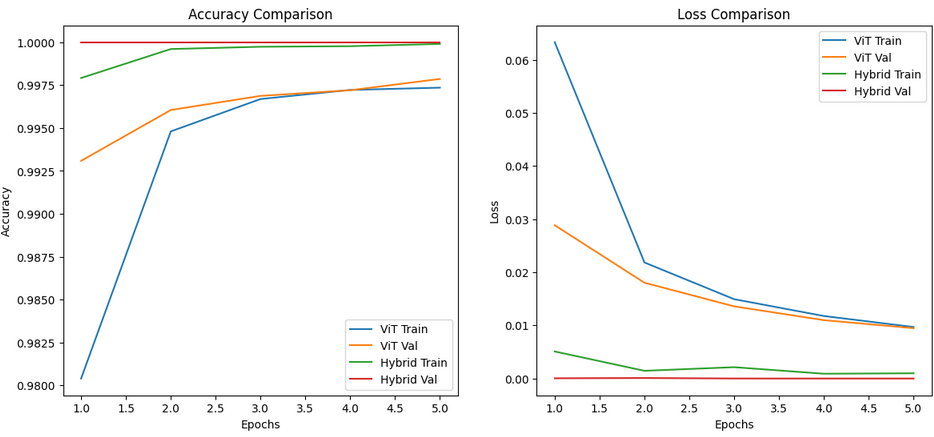 Accuracy Comparison
1.0000
0.9975
0.9950
0.9925
0.9900
0.9875
0.9850
0.9825
0.9800
Accuracy
1.0 1.5 2.0 2.5 3.0 3.5 4.0 4.5 5.0
Epochs
ViT Train
ViT Val
Hybrid Train
Hybrid Val
Loss Comparison
0.06
0.05
0.04
0.03
0.02
0.01
0.00
Loss
1.0 1.5 2.0 2.5 3.0 3.5 4.0 4.5 5.0
Epochs
ViT Train
ViT Val
Hybrid Train
Hybrid Val